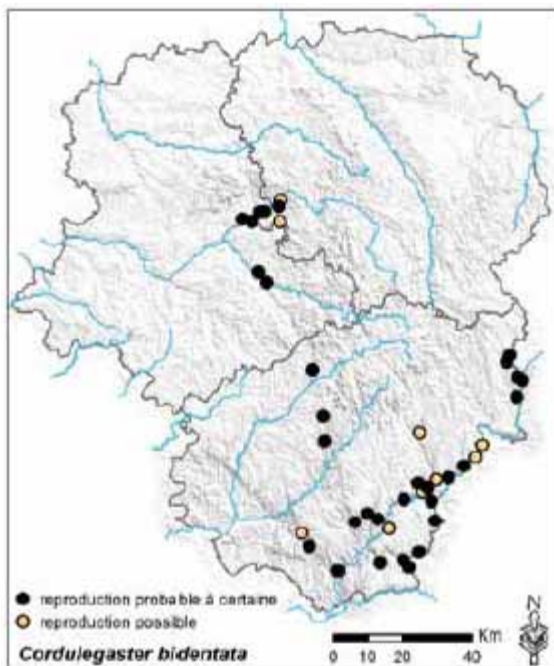 N
reproduction probable à certaine
reproduction possible
Cordulegaster bidentata
Km
0 10 20 40